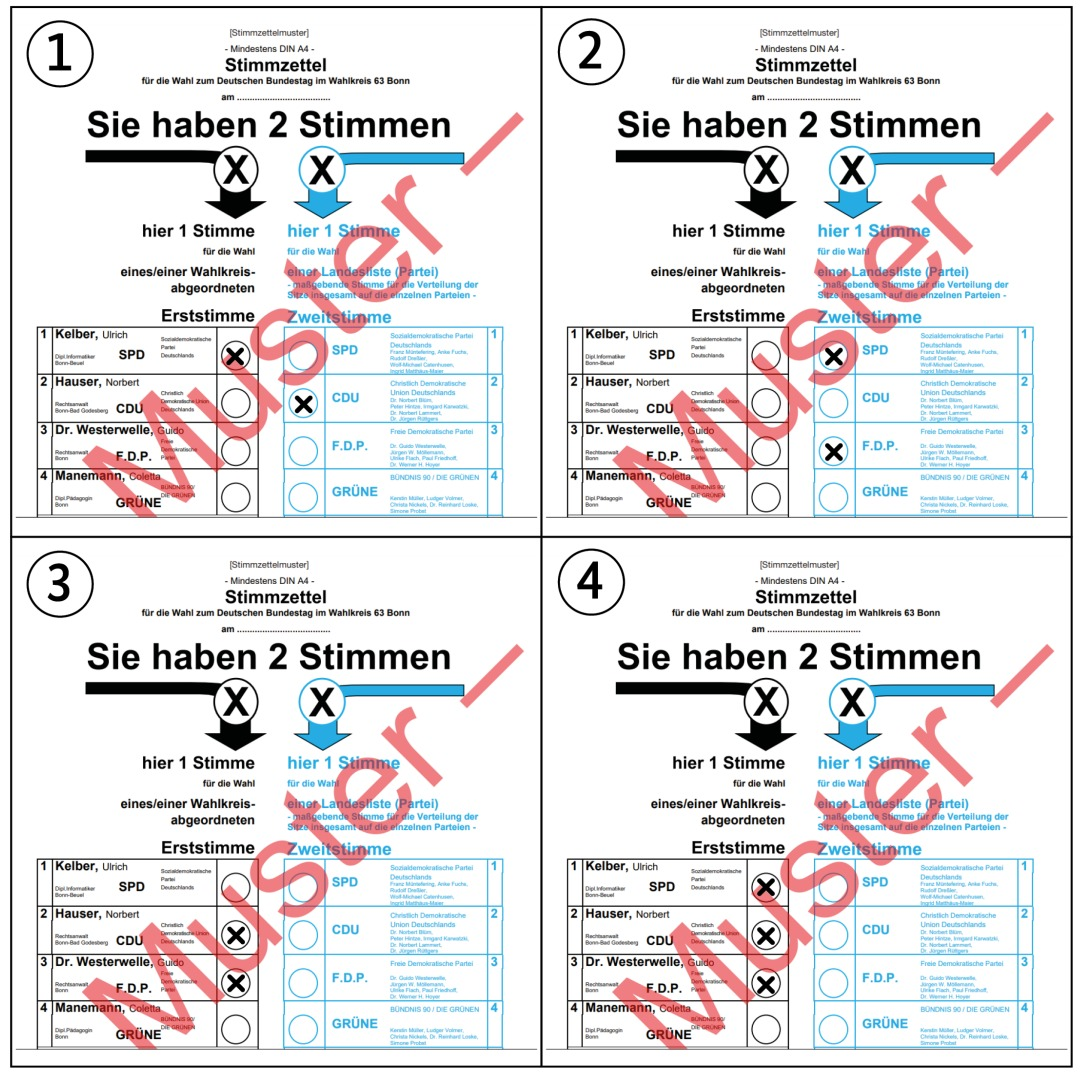 1
[Stimmzettelmuster]
- Mindestens DIN A4 -
Stimmzettel
für die Wahl zum Deutschen Bundestag im Wahlkreis 63 Bonn
am ................................
Sie haben 2 Stimmen
X X
hier 1 Stimme
für die Wahl
eines/einer Wahlkreis-
abgeordneten
Erststimme
hier 1 Stimme
für die Wahl
einer Landesliste (Partei)
- maßgebende Stimme für die Verteilung der
Sitze insgesamt auf die einzelnen Parteien -
Zweitstimme
1 Kelber, Ulrich
Dipl.Informatiker
Bonn-Beuel
SPD
Sozialdemokratische
Partei
Deutschlands
2 Hauser, Norbert
Rechtsanwalt
Bonn-Bad Godesberg
CDU
Christlich
Demokratische Union
Deutschlands
3 Dr. Westerwelle, Guido
Rechtsanwalt
Bonn
F.D.P.
Freie
Demokratische
Partei
4 Manemann, Coletta
Dipl.Pädagogin
Bonn
GRÜNE
BÜNDNIS 90/
DIE GRÜNEN
SPD
Sozialdemokratische Partei 1
Deutschlands
Franz Müntefering, Anke Fuchs,
Rudolf Dreßler,
Wolf-Michael Catenhusen,
Ingrid Matthäus-Maier
CDU
Christlich Demokratische 2
Union Deutschlands
Dr. Norbert Blüm,
Peter Hintze, Irmgard Karwatzki,
Dr. Norbert Lammert,
Dr. Jürgen Rüttgers
F.D.P.
Freie Demokratische Partei 3
Dr. Guido Westerwelle,
Jürgen W. Möllemann,
Ulrike Flach, Paul Friedhoff,
Dr. Werner H. Hoyer
GRÜNE
BÜNDNIS 90 / DIE GRÜNEN 4
Kerstin Müller, Ludger Volmer,
Christa Nickels, Dr. Reinhard Loske,
Simone Probst
Muster
2
[Stimmzettelmuster]
- Mindestens DIN A4 -
Stimmzettel
für die Wahl zum Deutschen Bundestag im Wahlkreis 63 Bonn
am ................................
Sie haben 2 Stimmen
X X
hier 1 Stimme
für die Wahl
eines/einer Wahlkreis-
abgeordneten
Erststimme
hier 1 Stimme
für die Wahl
einer Landesliste (Partei)
- maßgebende Stimme für die Verteilung der
Sitze insgesamt auf die einzelnen Parteien -
Zweitstimme
1 Kelber, Ulrich
Dipl.Informatiker
Bonn-Beuel
SPD
Sozialdemokratische
Partei
Deutschlands
2 Hauser, Norbert
Rechtsanwalt
Bonn-Bad Godesberg
CDU
Christlich
Demokratische Union
Deutschlands
3 Dr. Westerwelle, Guido
Rechtsanwalt
Bonn
F.D.P.
Freie
Demokratische
Partei
4 Manemann, Coletta
Dipl.Pädagogin
Bonn
GRÜNE
BÜNDNIS 90/
DIE GRÜNEN
SPD
Sozialdemokratische Partei 1
Deutschlands
Franz Müntefering, Anke Fuchs,
Rudolf Dreßler,
Wolf-Michael Catenhusen,
Ingrid Matthäus-Maier
CDU
Christlich Demokratische 2
Union Deutschlands
Dr. Norbert Blüm,
Peter Hintze, Irmgard Karwatzki,
Dr. Norbert Lammert,
Dr. Jürgen Rüttgers
F.D.P.
Freie Demokratische Partei 3
Dr. Guido Westerwelle,
Jürgen W. Möllemann,
Ulrike Flach, Paul Friedhoff,
Dr. Werner H. Hoyer
GRÜNE
BÜNDNIS 90 / DIE GRÜNEN 4
Kerstin Müller, Ludger Volmer,
Christa Nickels, Dr. Reinhard Loske,
Simone Probst
Muster
3
[Stimmzettelmuster]
- Mindestens DIN A4 -
Stimmzettel
für die Wahl zum Deutschen Bundestag im Wahlkreis 63 Bonn
am ................................
Sie haben 2 Stimmen
X X
hier 1 Stimme
für die Wahl
eines/einer Wahlkreis-
abgeordneten
Erststimme
hier 1 Stimme
für die Wahl
einer Landesliste (Partei)
- maßgebende Stimme für die Verteilung der
Sitze insgesamt auf die einzelnen Parteien -
Zweitstimme
1 Kelber, Ulrich
Dipl.Informatiker
Bonn-Beuel
SPD
Sozialdemokratische
Partei
Deutschlands
2 Hauser, Norbert
Rechtsanwalt
Bonn-Bad Godesberg
CDU
Christlich
Demokratische Union
Deutschlands
3 Dr. Westerwelle, Guido
Rechtsanwalt
Bonn
F.D.P.
Freie
Demokratische
Partei
4 Manemann, Coletta
Dipl.Pädagogin
Bonn
GRÜNE
BÜNDNIS 90/
DIE GRÜNEN
SPD
Sozialdemokratische Partei 1
Deutschlands
Franz Müntefering, Anke Fuchs,
Rudolf Dreßler,
Wolf-Michael Catenhusen,
Ingrid Matthäus-Maier
CDU
Christlich Demokratische 2
Union Deutschlands
Dr. Norbert Blüm,
Peter Hintze, Irmgard Karwatzki,
Dr. Norbert Lammert,
Dr. Jürgen Rüttgers
F.D.P.
Freie Demokratische Partei 3
Dr. Guido Westerwelle,
Jürgen W. Möllemann,
Ulrike Flach, Paul Friedhoff,
Dr. Werner H. Hoyer
GRÜNE
BÜNDNIS 90 / DIE GRÜNEN 4
Kerstin Müller, Ludger Volmer,
Christa Nickels, Dr. Reinhard Loske,
Simone Probst
Muster
4
[Stimmzettelmuster]
- Mindestens DIN A4 -
Stimmzettel
für die Wahl zum Deutschen Bundestag im Wahlkreis 63 Bonn
am ................................
Sie haben 2 Stimmen
X X
hier 1 Stimme
für die Wahl
eines/einer Wahlkreis-
abgeordneten
Erststimme
hier 1 Stimme
für die Wahl
einer Landesliste (Partei)
- maßgebende Stimme für die Verteilung der
Sitze insgesamt auf die einzelnen Parteien -
Zweitstimme
1 Kelber, Ulrich
Dipl.Informatiker
Bonn-Beuel
SPD
Sozialdemokratische
Partei
Deutschlands
2 Hauser, Norbert
Rechtsanwalt
Bonn-Bad Godesberg
CDU
Christlich
Demokratische Union
Deutschlands
3 Dr. Westerwelle, Guido
Rechtsanwalt
Bonn
F.D.P.
Freie
Demokratische
Partei
4 Manemann, Coletta
Dipl.Pädagogin
Bonn
GRÜNE
BÜNDNIS 90/
DIE GRÜNEN
SPD
Sozialdemokratische Partei 1
Deutschlands
Franz Müntefering, Anke Fuchs,
Rudolf Dreßler,
Wolf-Michael Catenhusen,
Ingrid Matthäus-Maier
CDU
Christlich Demokratische 2
Union Deutschlands
Dr. Norbert Blüm,
Peter Hintze, Irmgard Karwatzki,
Dr. Norbert Lammert,
Dr. Jürgen Rüttgers
F.D.P.
Freie Demokratische Partei 3
Dr. Guido Westerwelle,
Jürgen W. Möllemann,
Ulrike Flach, Paul Friedhoff,
Dr. Werner H. Hoyer
GRÜNE
BÜNDNIS 90 / DIE GRÜNEN 4
Kerstin Müller, Ludger Volmer,
Christa Nickels, Dr. Reinhard Loske,
Simone Probst
Muster